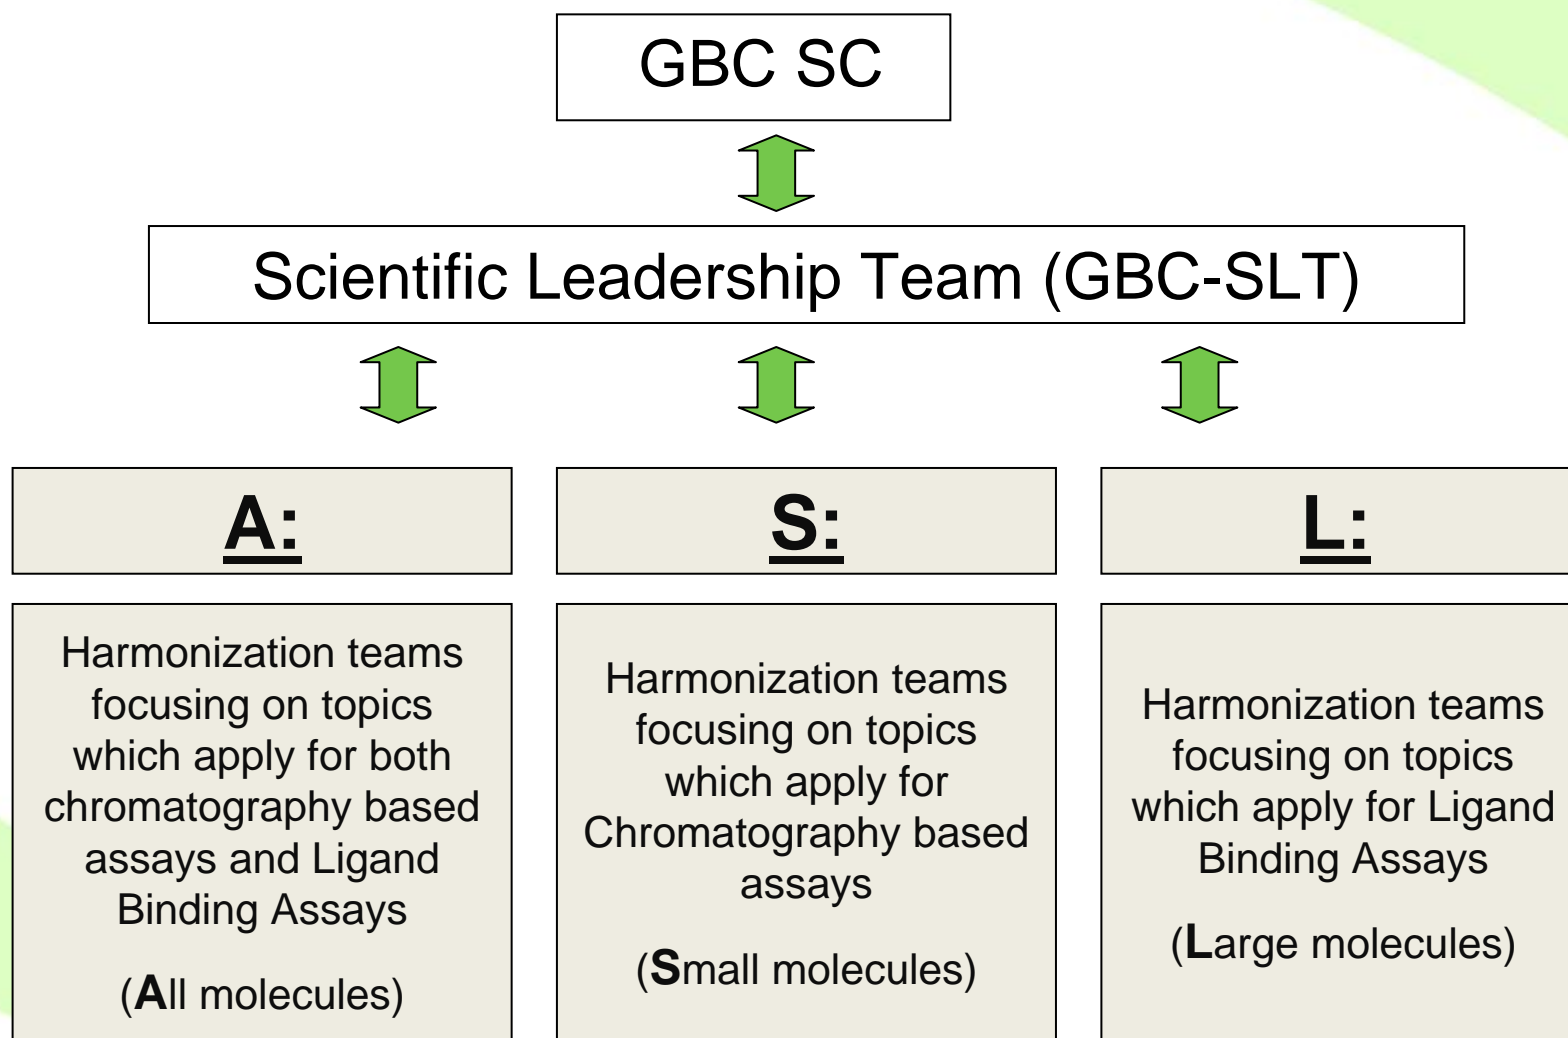 GBC SC
Scientific Leadership Team (GBC-SLT)
A:
Harmonization teams
focusing on topics
which apply for both
chromatography based
assays and Ligand
Binding Assays
(All molecules)
S:
Harmonization teams
focusing on topics
which apply for
Chromatography based
assays
(Small molecules)
L:
Harmonization teams
focusing on topics
which apply for Ligand
Binding Assays
(Large molecules)